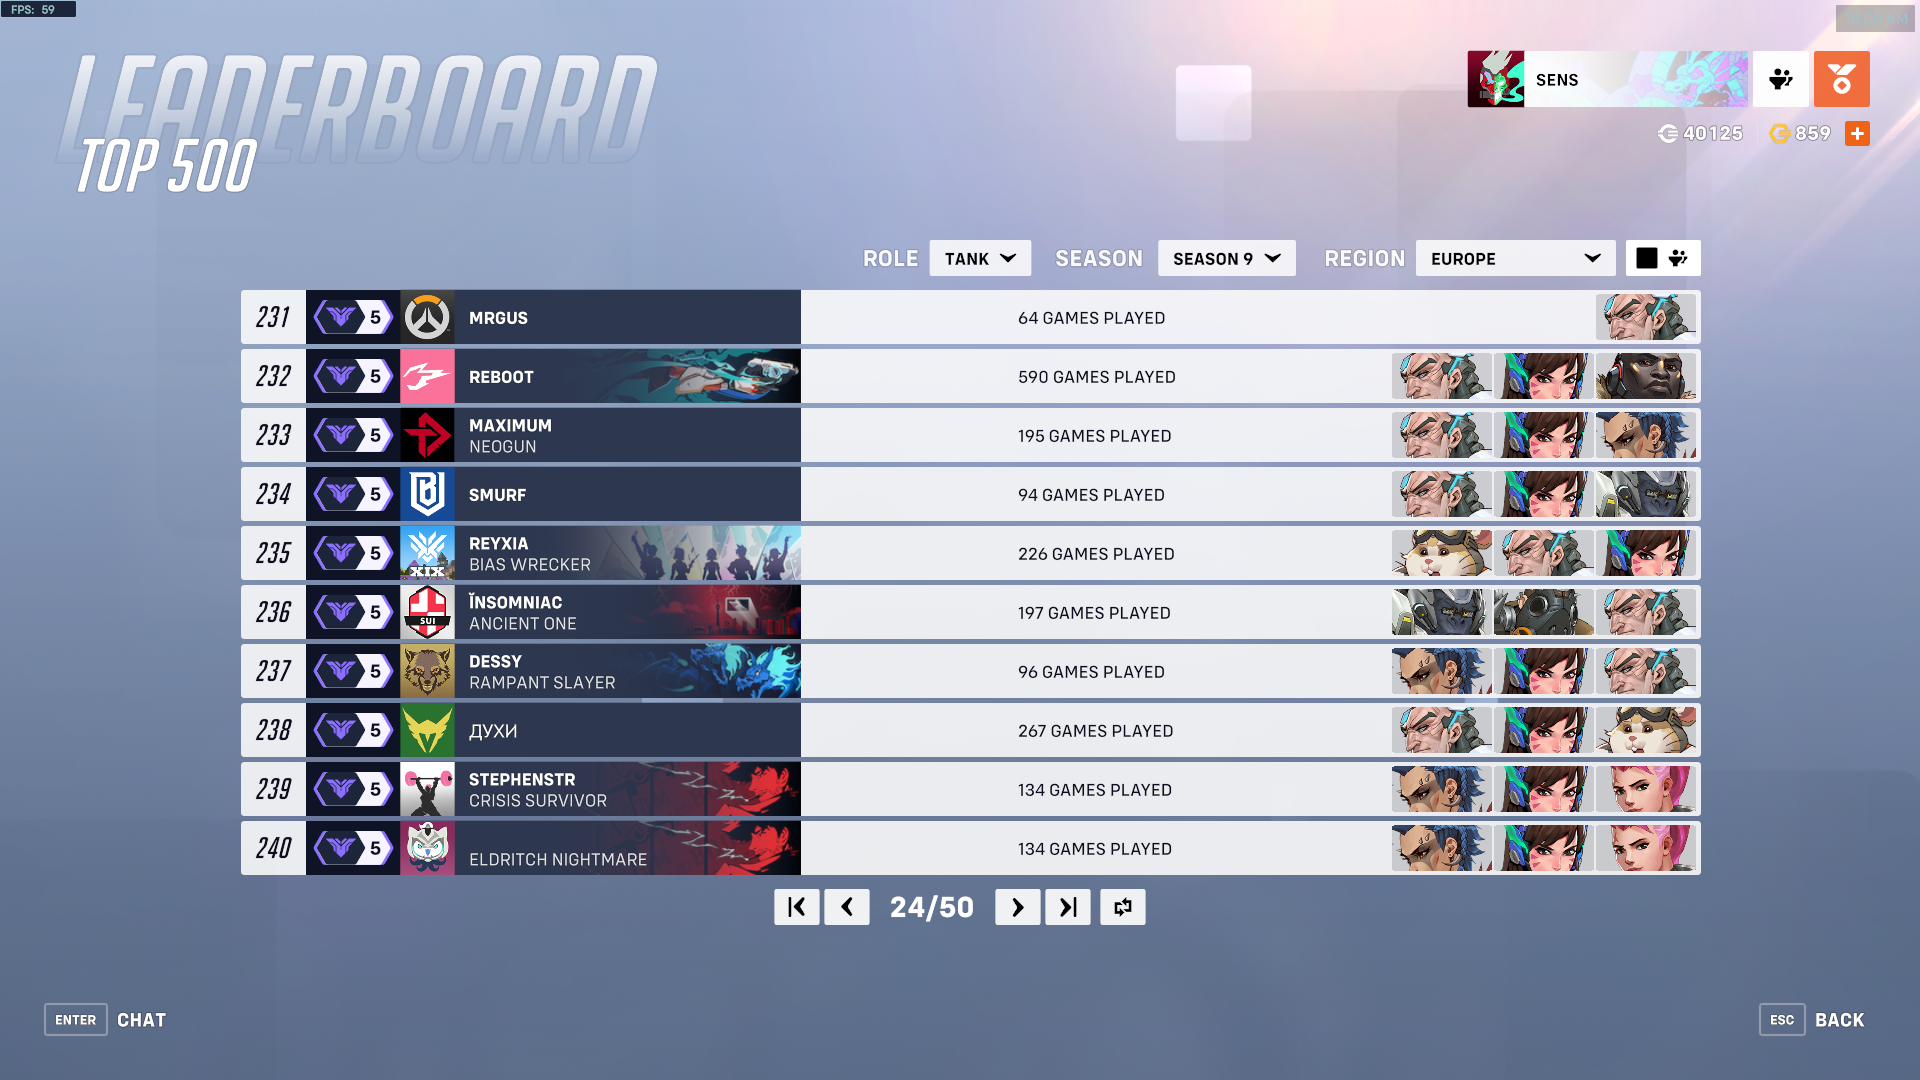 FPS: 59
LEADERBOARD
TOP 500
SENS
40125
859
ROLE TANK SEASON SEASON 9 REGION EUROPE
231 5 MRGUS 64 GAMES PLAYED
232 5 REBOOT 590 GAMES PLAYED
233 5 MAXIMUM 195 GAMES PLAYED
NEOGUN
234 5 SMURF 94 GAMES PLAYED
235 5 XIX REYXIA 226 GAMES PLAYED
BIAS WRECKER
236 5 SUI ǏNSOMNIAC 197 GAMES PLAYED
ANCIENT ONE
237 5 DESSY 96 GAMES PLAYED
RAMPANT SLAYER
238 5 ДУХИ 267 GAMES PLAYED
239 5 STEPHENSTR 134 GAMES PLAYED
CRISIS SURVIVOR
240 5 ELDRITCH NIGHTMARE 134 GAMES PLAYED
24/50
ENTER CHAT
ESC BACK